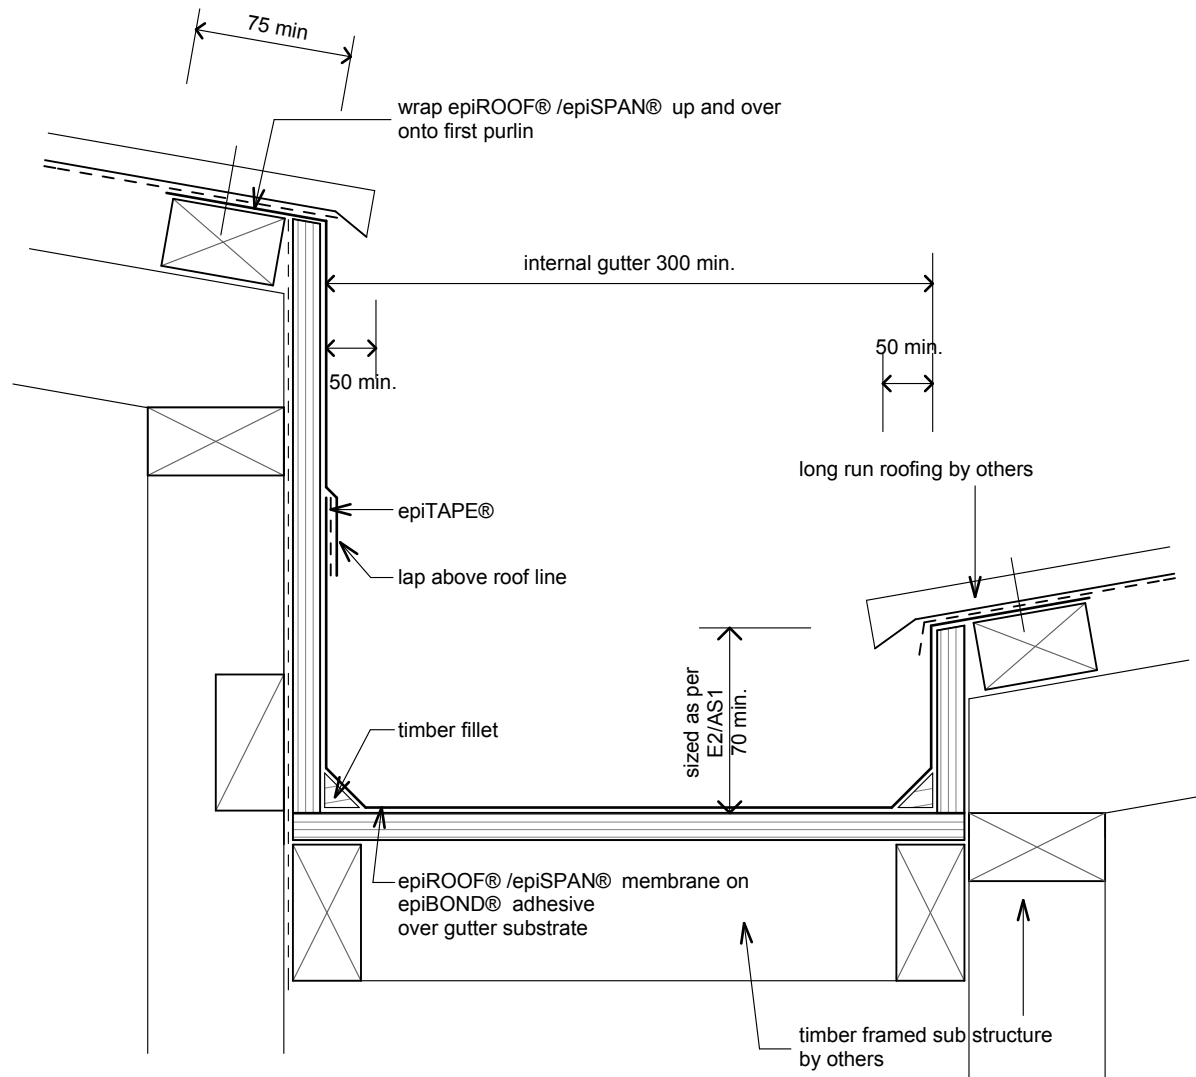 75 min
wrap epiROOF® /epiSPAN® up and over
onto first purlin
internal gutter 300 min.
50 min.
50 min.
long run roofing by others
epiTAPE®
lap above roof line
sized as per
E2/AS1
70 min.
timber fillet
epiROOF® /epiSPAN® membrane on
epiBOND® adhesive
over gutter substrate
timber framed sub structure
by others